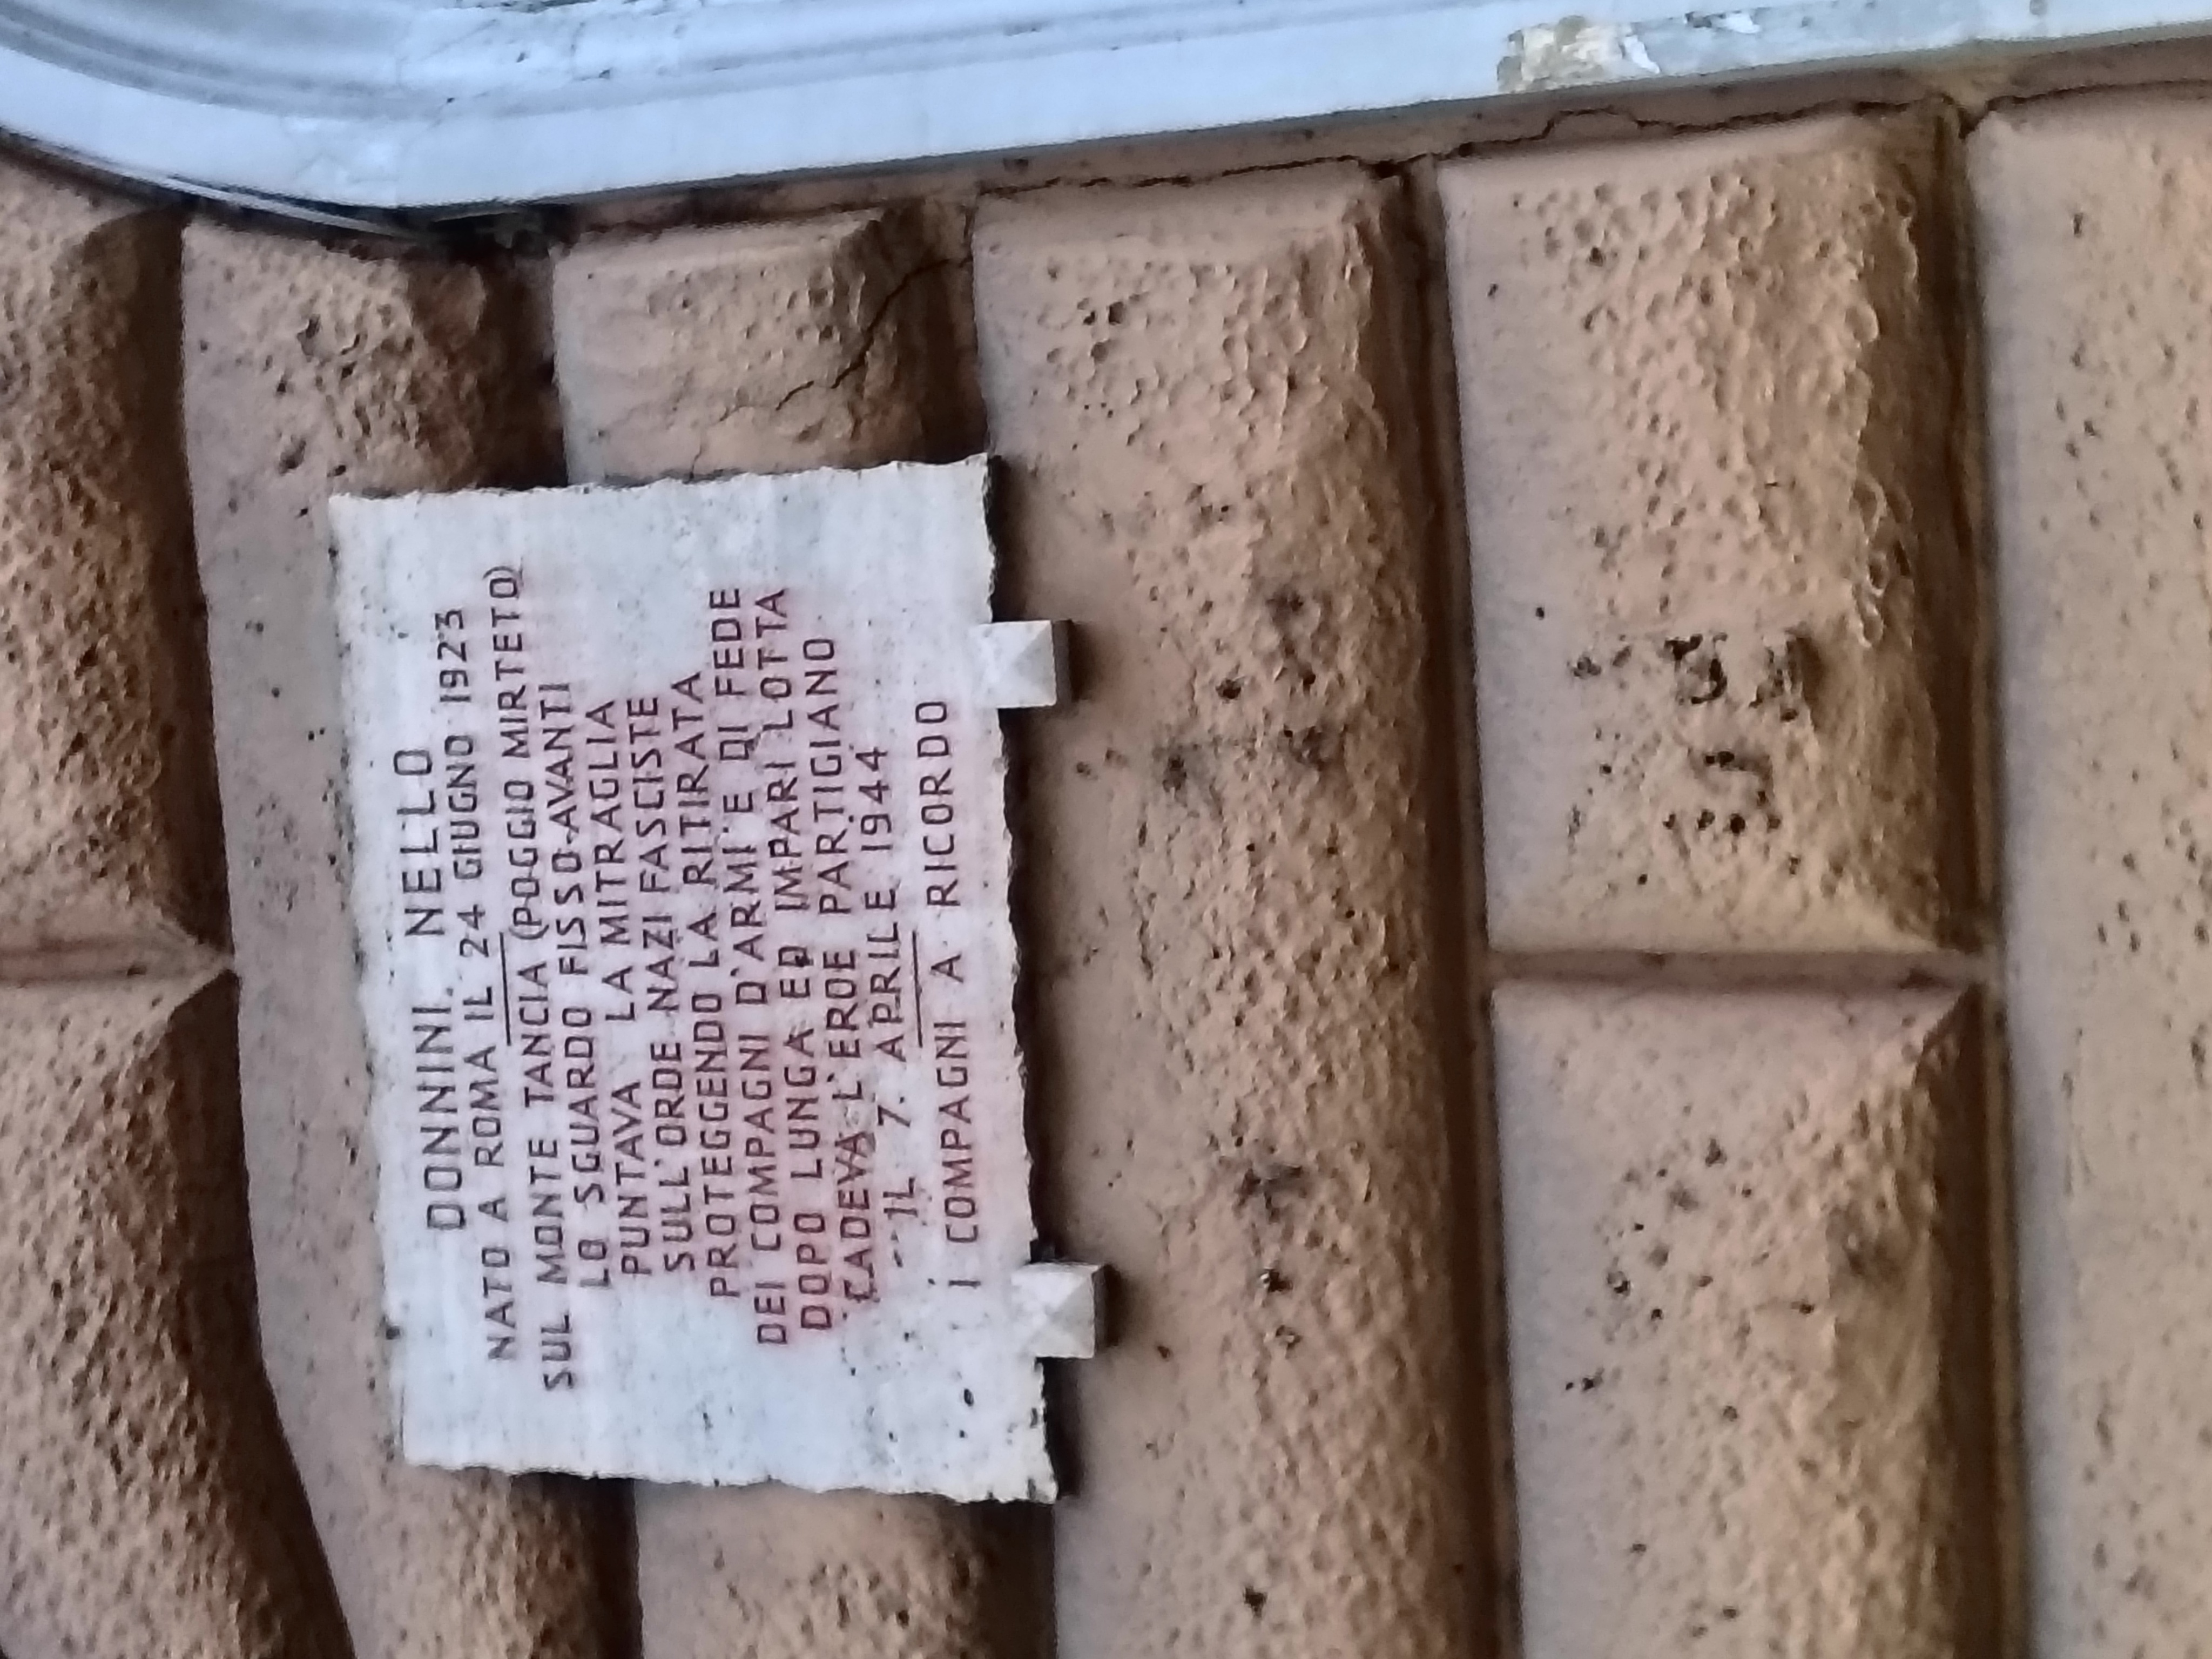 DONNINI NELLO
NATO A ROMA IL 24 GIUGNO 1923
SUL MONTE TANCIA (POGGIO MIRTETO)
LO SGUARDO FISSO AVANTI
PUNTAVA LA MITRAGLIA
SULL'ORDE NAZI FASCISTE
PROTEGGENDO LA RITIRATA
DEI COMPAGNI D'ARMI E DI FEDE
DOPO LUNGA ED IMPARI LOTTA
CADEVA L'EROE PARTIGIANO
IL 7. APRILE 1944
I COMPAGNI A RICORDO